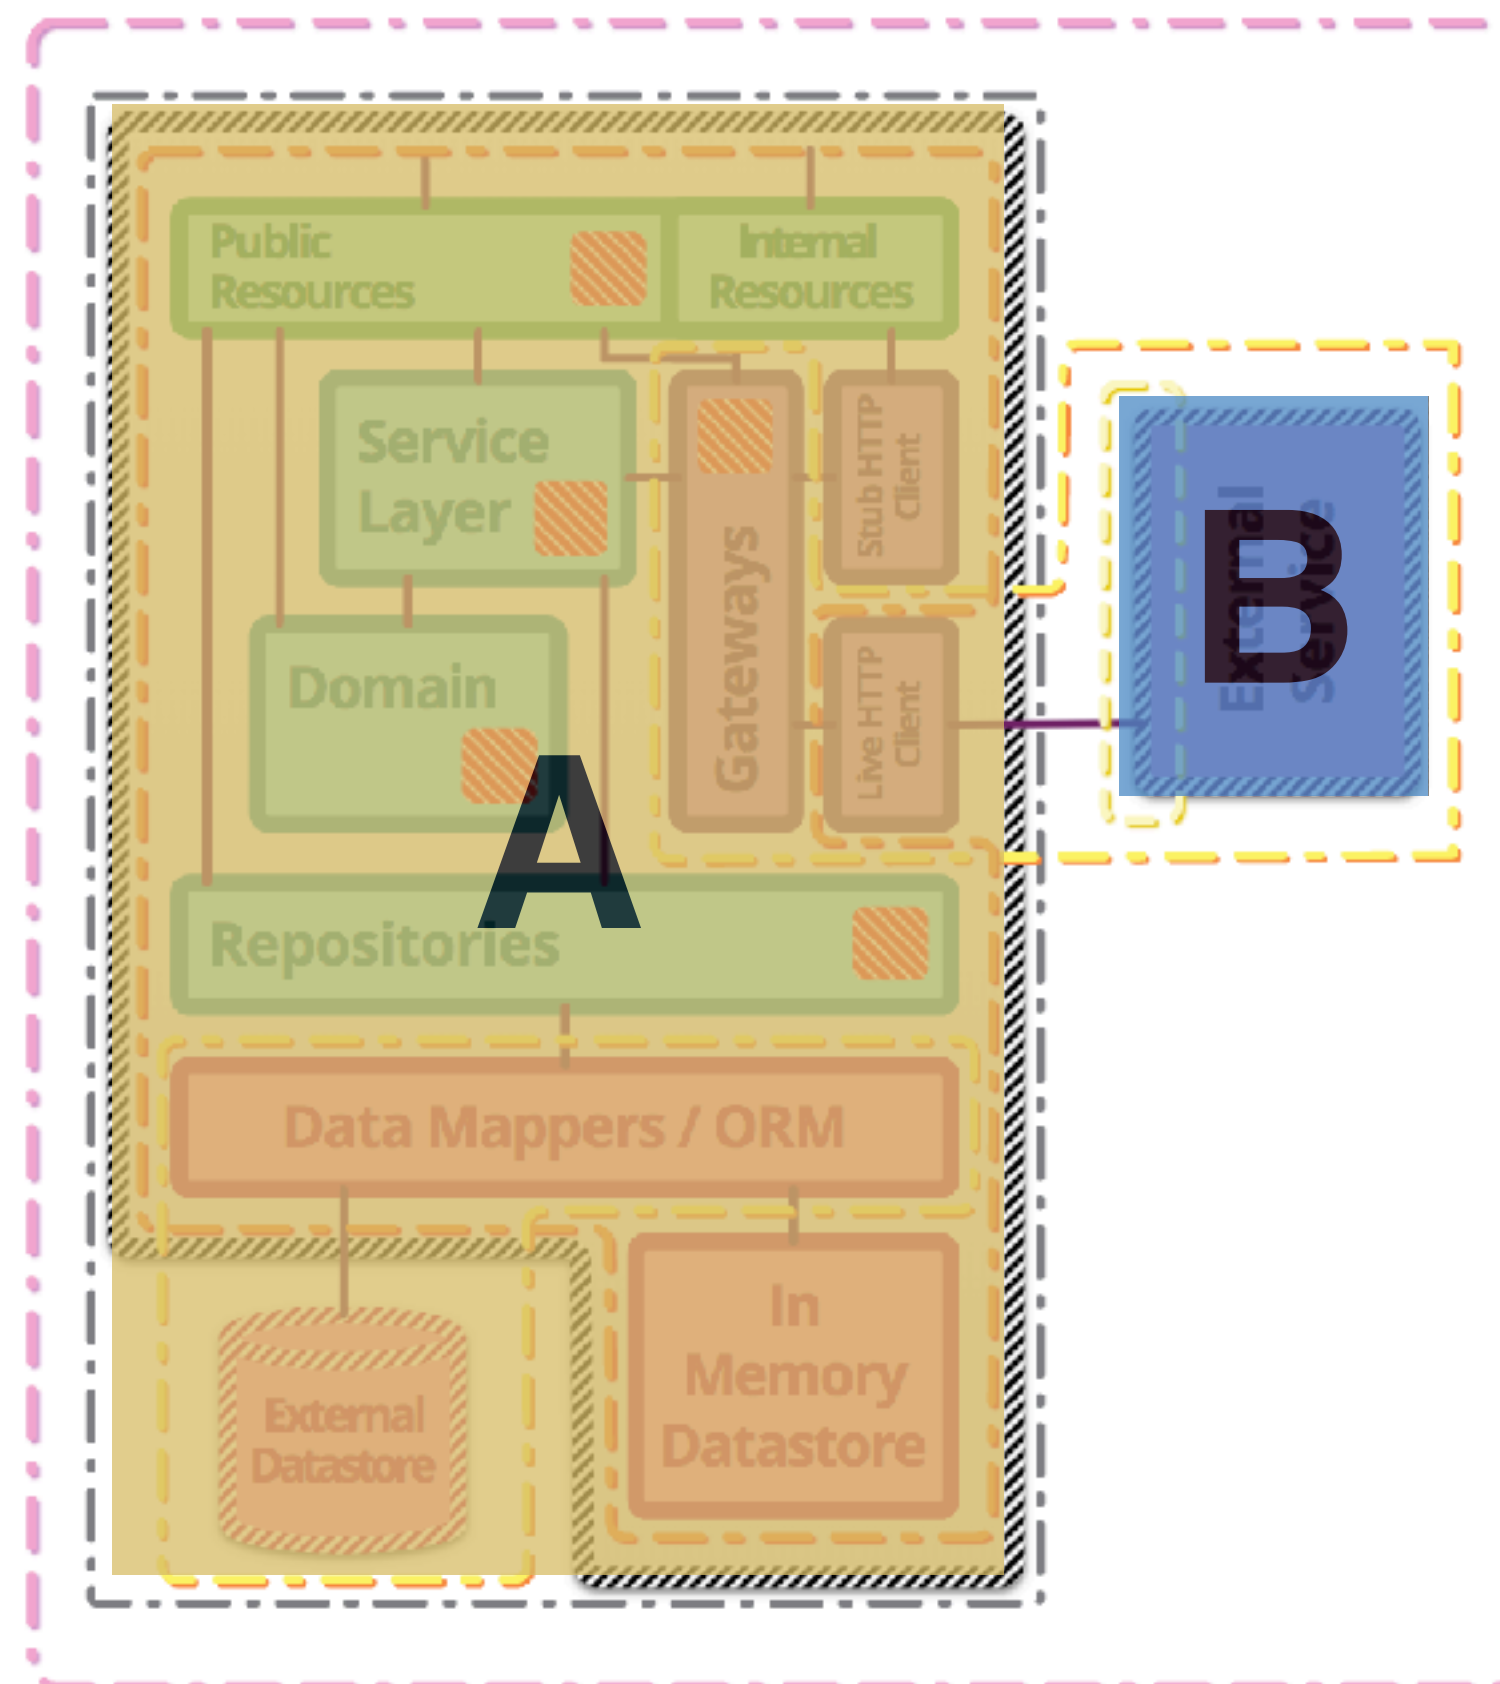 Public
Resources
Internal
Resources
Service
Layer
Gateways
Stub HTTP
Client
Domain
Live HTTP
Client
External
Service
B
A
Repositories
Data Mappers / ORM
In
Memory
Datastore
External
Datastore